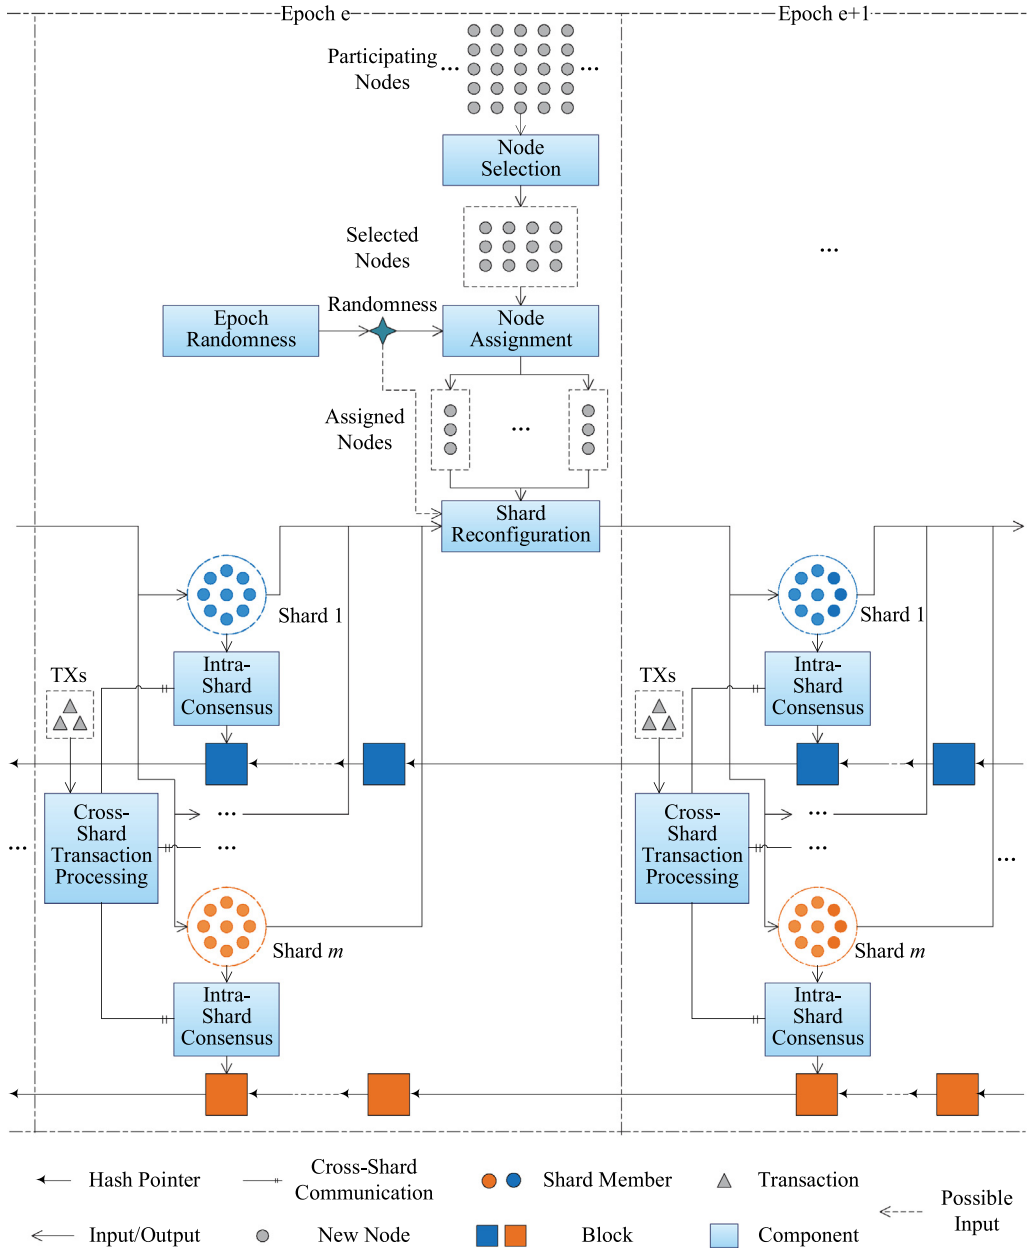 Epoch e
Epoch e+1
Participating
Nodes
...
...
Node
Selection
Selected
Nodes
...
Randomness
Epoch
Randomness
Node
Assignment
Assigned
Nodes
...
Shard
Reconfiguration
Shard 1
Shard 1
TXs
Intra-
Shard
Consensus
TXs
Intra-
Shard
Consensus
...
Cross-
Shard
Transaction
Processing
...
...
Cross-
Shard
Transaction
Processing
...
...
...
Shard m
Shard m
Intra-
Shard
Consensus
Intra-
Shard
Consensus
Hash Pointer
Cross-Shard
Communication
Shard Member
Transaction
Possible
Input
Input/Output
New Node
Block
Component